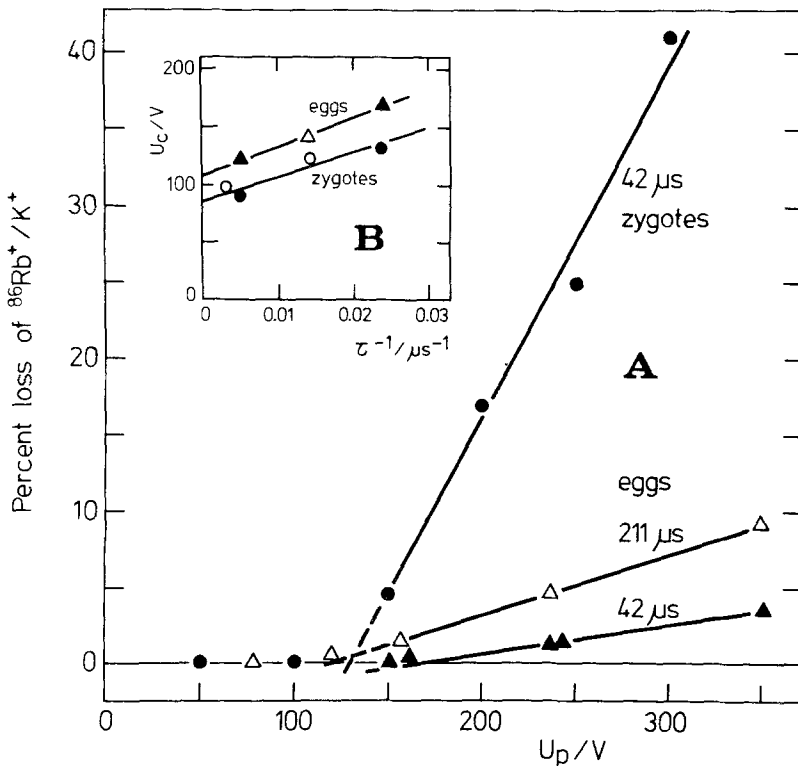 Percent loss of ⁸⁶Rb⁺/K⁺
40
30
20
10
0
0
100
200
300
Uₚ/V
A
42 μs
zygotes
eggs
211 μs
42 μs
U_c/V
200
100
0
0
0.01
0.02
0.03
τ⁻¹/μs⁻¹
eggs
zygotes
B